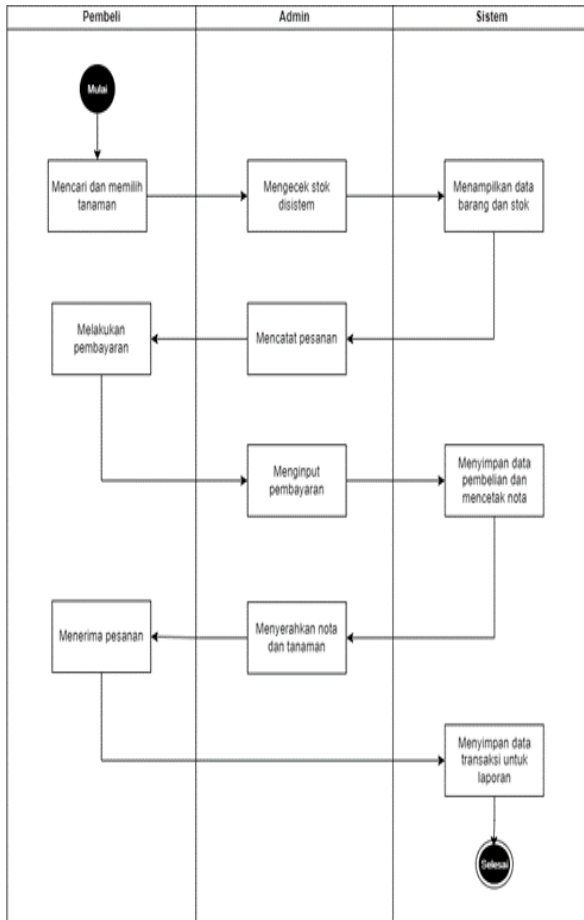 Pembeli
Admin
Sistem
Mulai
Mencari dan memilih
tanaman
Mengecek stok
disistem
Menampilkan data
barang dan stok
Melakukan
pembayaran
Mencatat pesanan
Menginput
pembayaran
Menyimpan data
pembelian dan
mencetak nota
Menerima pesanan
Menyerahkan nota
dan tanaman
Menyimpan data
transaksi untuk
laporan
Selesai